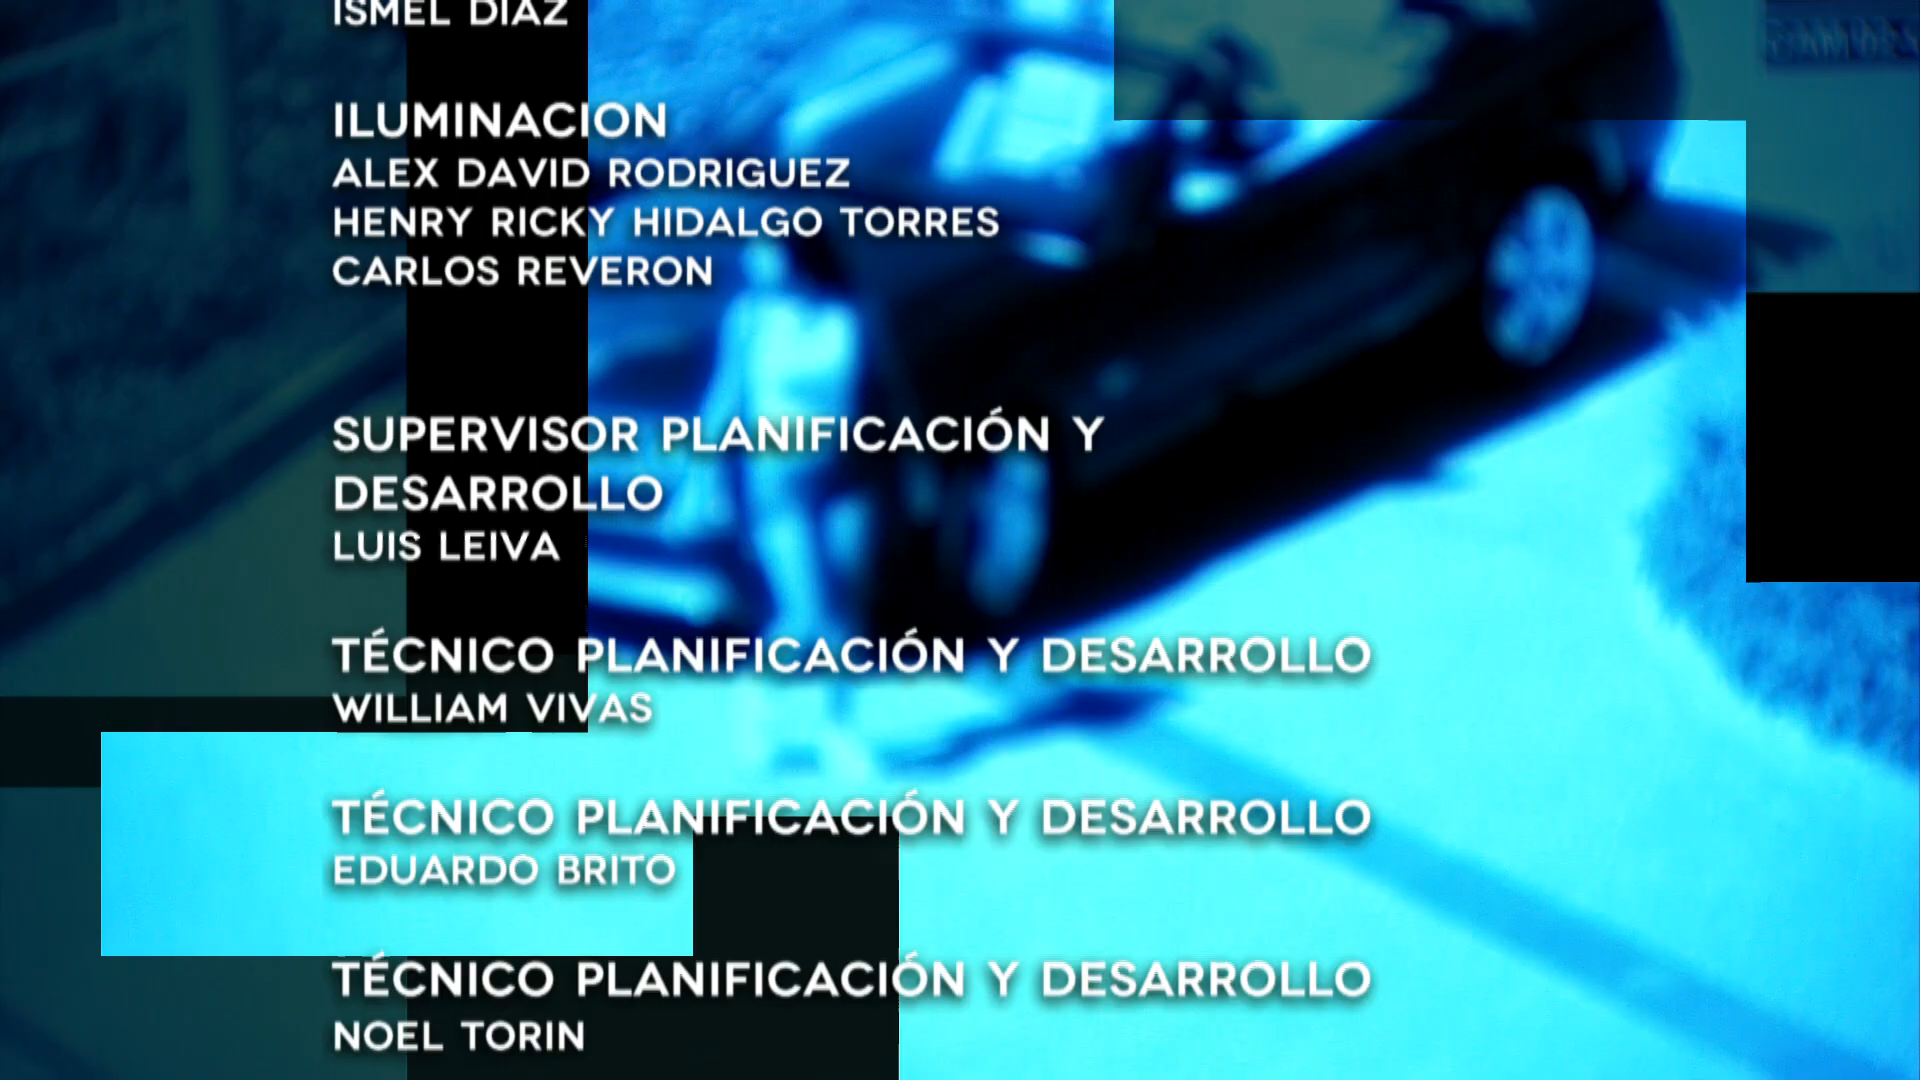 ISMEL DIAZ
ILUMINACION
ALEX DAVID RODRIGUEZ
HENRY RICKY HIDALGO TORRES
CARLOS REVERON
SUPERVISOR PLANIFICACIÓN Y
DESARROLLO
LUIS LEIVA
TÉCNICO PLANIFICACIÓN Y DESARROLLO
WILLIAM VIVAS
TÉCNICO PLANIFICACIÓN Y DESARROLLO
EDUARDO BRITO
TÉCNICO PLANIFICACIÓN Y DESARROLLO
NOEL TORIN